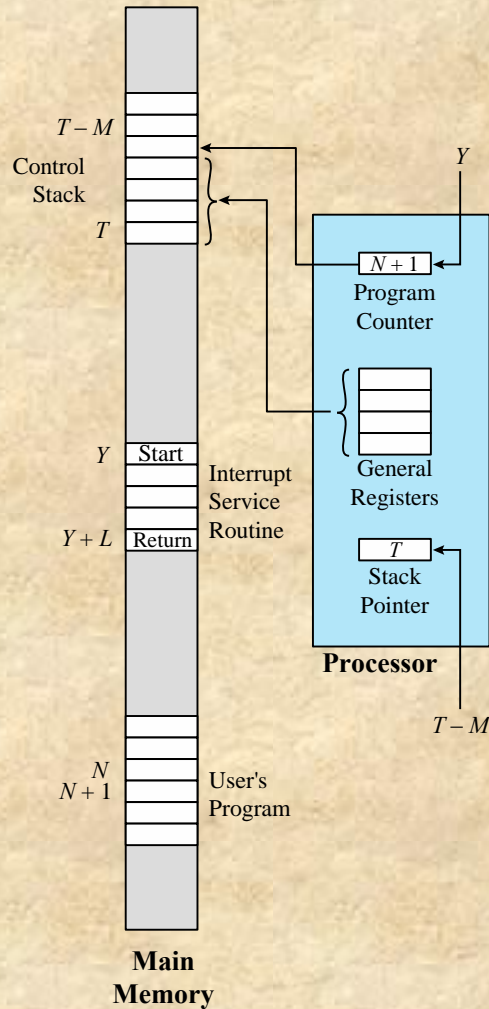 T – M
Control
Stack
T
Y
N + 1
Program
Counter
General
Registers
T
Stack
Pointer
Processor
T – M
Y
Start
Interrupt
Service
Routine
Y + L
Return
N
N + 1
User's
Program
Main
Memory